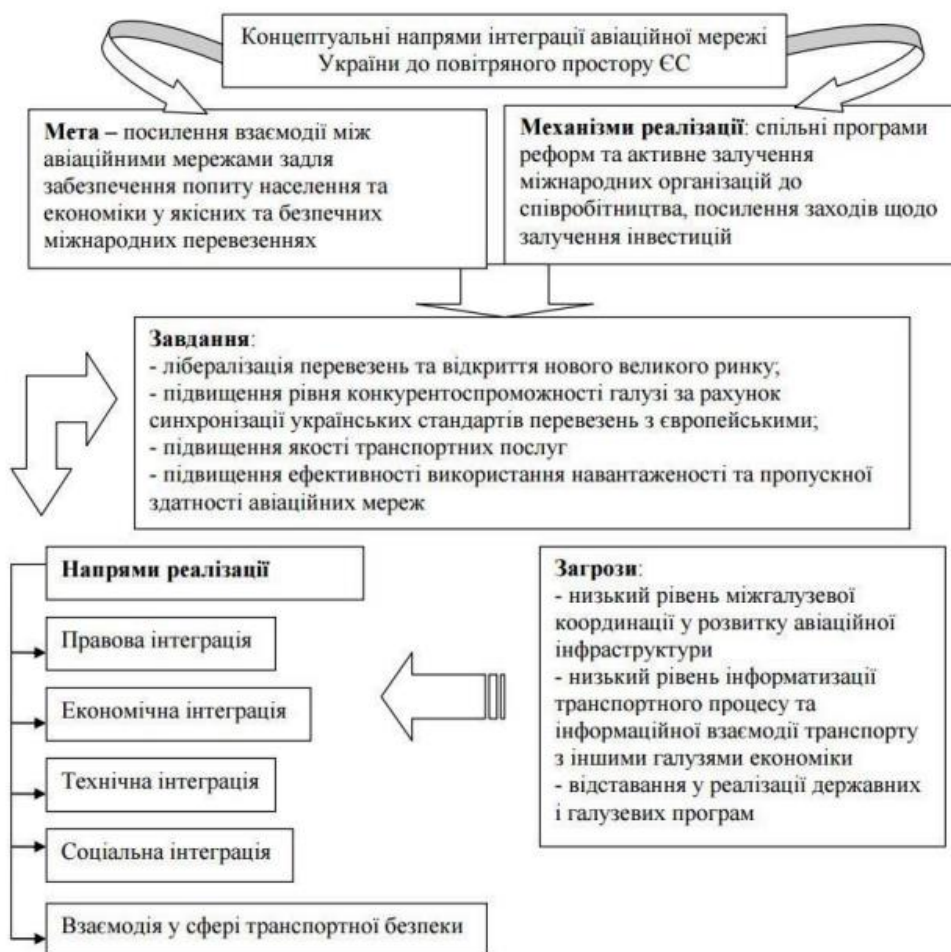 Концептуальні напрями інтеграції авіаційної мережі
України до повітряного простору ЄС
Мета – посилення взаємодії між
авіаційними мережами задля
забезпечення попиту населення та
економіки у якісних та безпечних
міжнародних перевезеннях
Механізми реалізації: спільні програми
реформ та активне залучення
міжнародних організацій до
співробітництва, посилення заходів щодо
залучення інвестицій
Завдання:
- лібералізація перевезень та відкриття нового великого ринку;
- підвищення рівня конкурентоспроможності галузі за рахунок
синхронізації українських стандартів перевезень з європейськими;
- підвищення якості транспортних послуг
- підвищення ефективності використання навантаженості та пропускної
здатності авіаційних мереж
Напрями реалізації
Правова інтеграція
Економічна інтеграція
Технічна інтеграція
Соціальна інтеграція
Взаємодія у сфері транспортної безпеки
Загрози:
- низький рівень міжгалузевої
координації у розвитку авіаційної
інфраструктури
- низький рівень інформатизації
транспортного процесу та
інформаційної взаємодії транспорту
з іншими галузями економіки
- відставання у реалізації державних
і галузевих програм